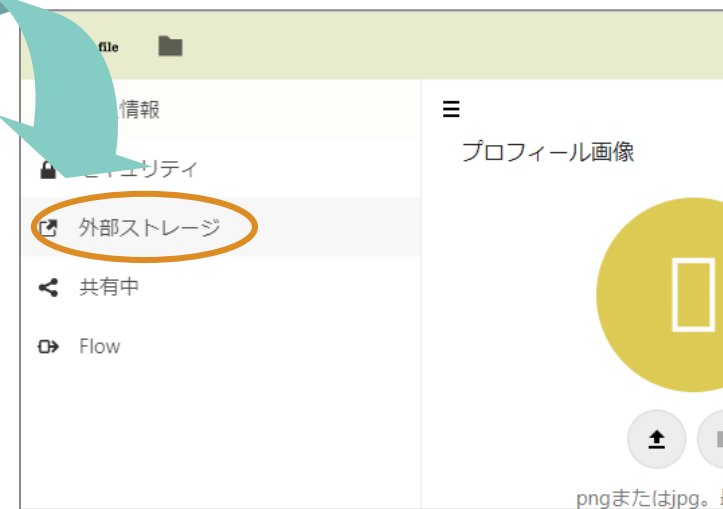 file
情報
セキュリティ
外部ストレージ
共有中
Flow
プロフィール画像
pngまたはjpg。